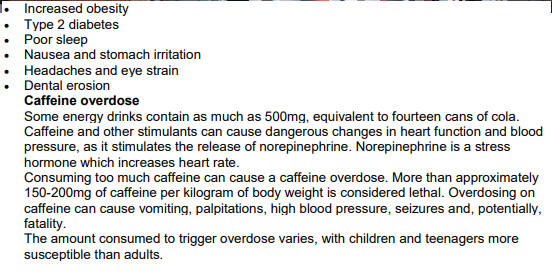 • Increased obesity
• Type 2 diabetes
• Poor sleep
• Nausea and stomach irritation
• Headaches and eye strain
• Dental erosion
Caffeine overdose
Some energy drinks contain as much as 500mg, equivalent to fourteen cans of cola.
Caffeine and other stimulants can cause dangerous changes in heart function and blood
pressure, as it stimulates the release of norepinephrine. Norepinephrine is a stress
hormone which increases heart rate.
Consuming too much caffeine can cause a caffeine overdose. More than approximately
150-200mg of caffeine per kilogram of body weight is considered lethal. Overdosing on
caffeine can cause vomiting, palpitations, high blood pressure, seizures and, potentially,
fatality.
The amount consumed to trigger overdose varies, with children and teenagers more
susceptible than adults.